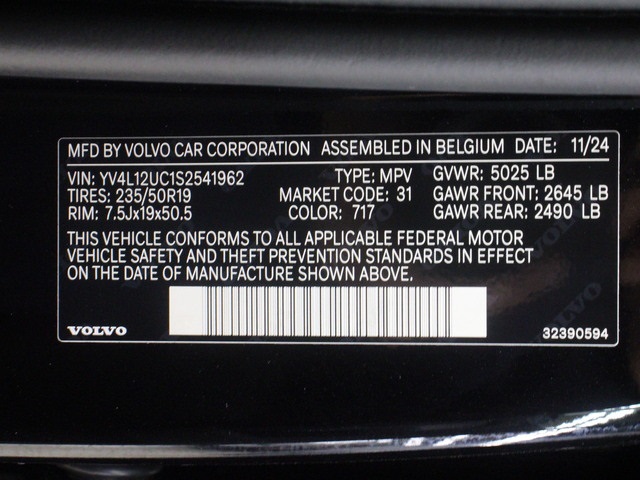 MFD BY VOLVO CAR CORPORATION ASSEMBLED IN BELGIUM DATE: 11/24
VIN: YV4L12UC1S2541962 TYPE: MPV GVWR: 5025 LB
TIRES: 235/50R19 MARKET CODE: 31 GAWR FRONT: 2645 LB
RIM: 7.5Jx19x50.5 COLOR: 717 GAWR REAR: 2490 LB
THIS VEHICLE CONFORMS TO ALL APPLICABLE FEDERAL MOTOR
VEHICLE SAFETY AND THEFT PREVENTION STANDARDS IN EFFECT
ON THE DATE OF MANUFACTURE SHOWN ABOVE.
VOLVO 32390594